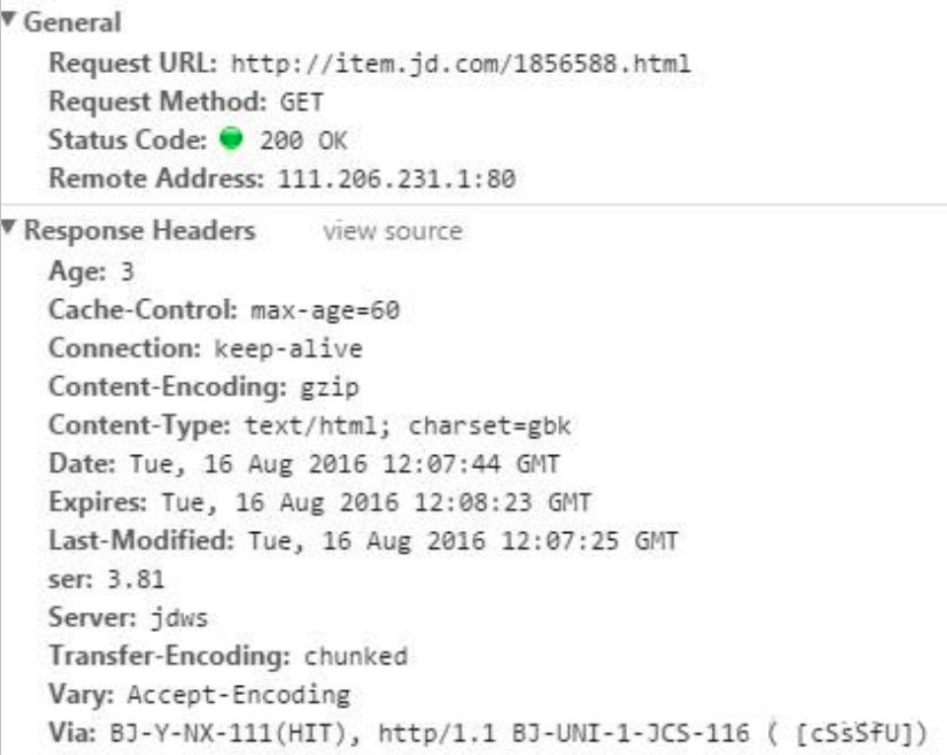 General
Request URL: http://item.jd.com/1856588.html
Request Method: GET
Status Code: 200 OK
Remote Address: 111.206.231.1:80
Response Headers view source
Age: 3
Cache-Control: max-age=60
Connection: keep-alive
Content-Encoding: gzip
Content-Type: text/html; charset=gbk
Date: Tue, 16 Aug 2016 12:07:44 GMT
Expires: Tue, 16 Aug 2016 12:08:23 GMT
Last-Modified: Tue, 16 Aug 2016 12:07:25 GMT
ser: 3.81
Server: jdws
Transfer-Encoding: chunked
Vary: Accept-Encoding
Via: BJ-Y-NX-111(HIT), http/1.1 BJ-UNI-1-JCS-116 ( [cSsSfU])